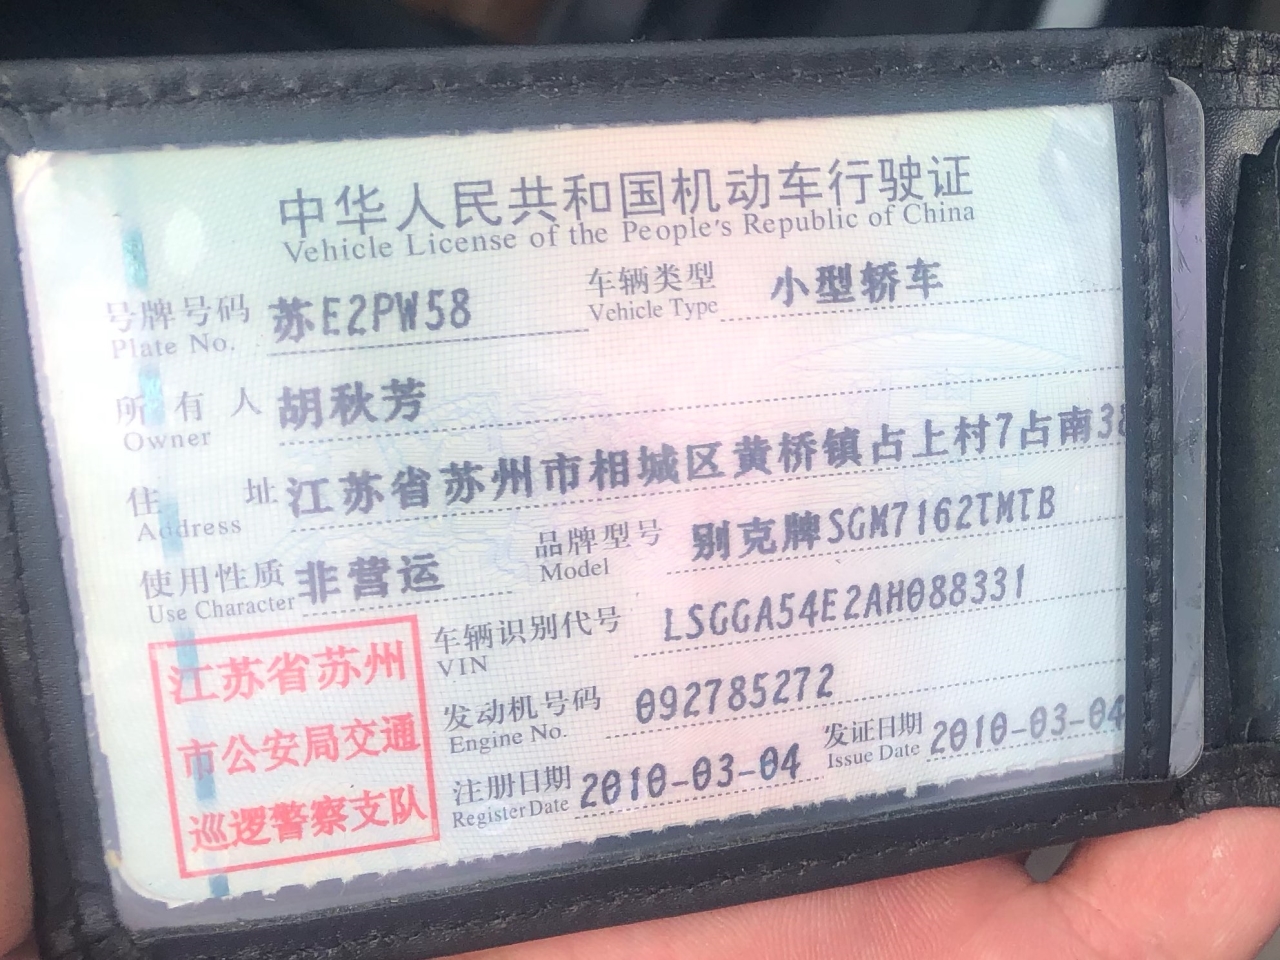 中华人民共和国机动车行驶证
Vehicle License of the People's Republic of China
号牌号码 苏E2PW58 车辆类型 小型轿车
Plate No. Vehicle Type
所有人 胡秋芳
Owner
住址 江苏省苏州市相城区黄桥镇占上村7占南38
Address
使用性质 非营运 品牌型号 别克牌SGM7162TMTB
Use Character Model
车辆识别代号 LSGGA54E2AH088331
VIN
发动机号码 092785272
Engine No.
注册日期 2010-03-04 发证日期 2010-03-04
Register Date Issue Date
江苏省苏州
市公安局交通
巡逻警察支队